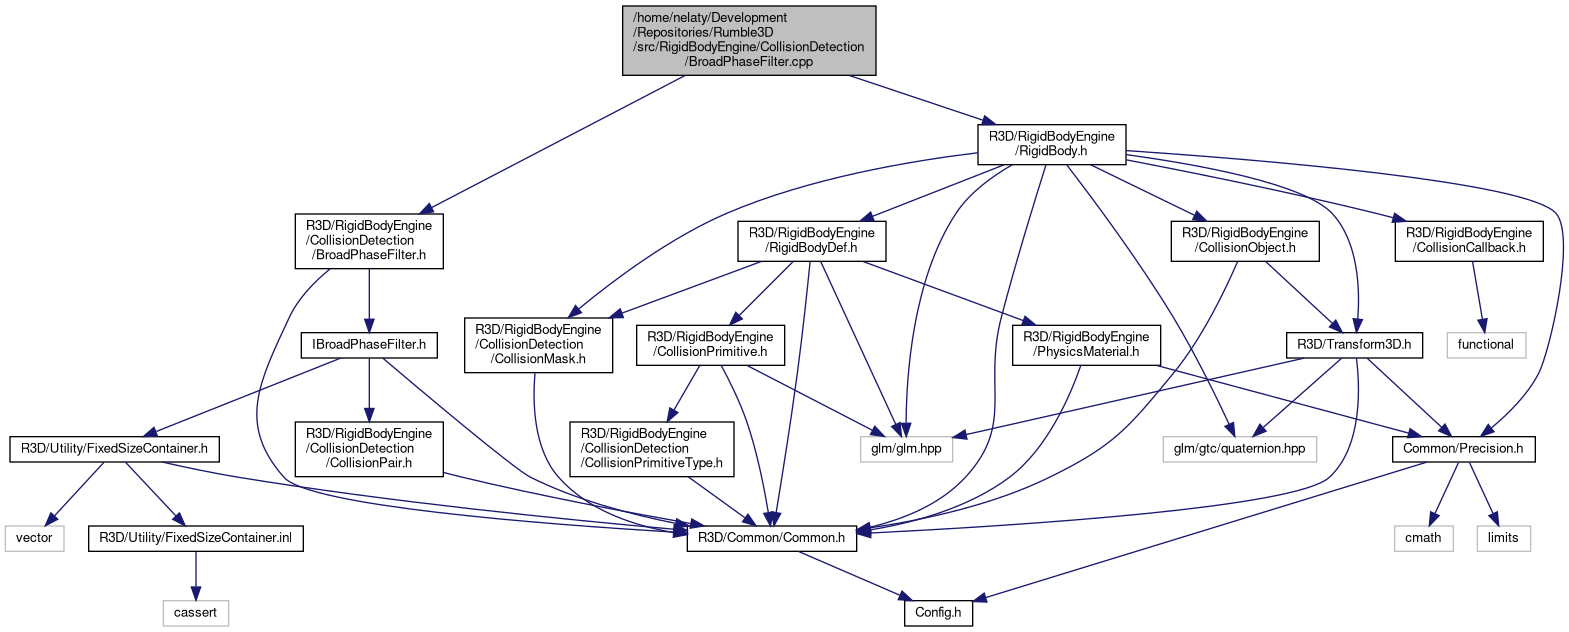 /home/nelaty/Development
/Repositories/Rumble3D
/src/RigidBodyEngine/CollisionDetection
/BroadPhaseFilter.cpp
R3D/RigidBodyEngine
/RigidBody.h
R3D/RigidBodyEngine
/CollisionDetection
/BroadPhaseFilter.h
R3D/RigidBodyEngine
/RigidBodyDef.h
R3D/RigidBodyEngine
/CollisionObject.h
R3D/RigidBodyEngine
/CollisionCallback.h
IBroadPhaseFilter.h
R3D/RigidBodyEngine
/CollisionDetection
/CollisionMask.h
R3D/RigidBodyEngine
/CollisionPrimitive.h
R3D/RigidBodyEngine
/PhysicsMaterial.h
R3D/Transform3D.h
functional
R3D/Utility/FixedSizeContainer.h
R3D/RigidBodyEngine
/CollisionDetection
/CollisionPair.h
R3D/RigidBodyEngine
/CollisionDetection
/CollisionPrimitiveType.h
glm/glm.hpp
glm/gtc/quaternion.hpp
Common/Precision.h
vector
R3D/Utility/FixedSizeContainer.inl
R3D/Common/Common.h
cmath
limits
cassert
Config.h